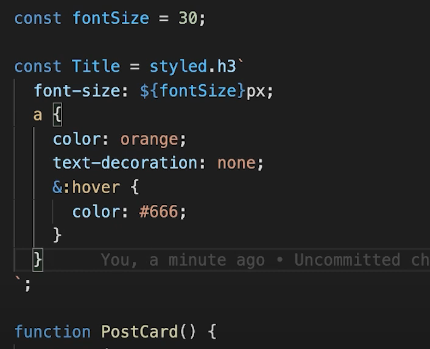 const fontSize = 30;
const Title = styled.h3`
font-size: ${fontSize}px;
a {
color: orange;
text-decoration: none;
&:hover {
color: #666;
}
} You, a minute ago • Uncommitted ch
`;
function PostCard() {